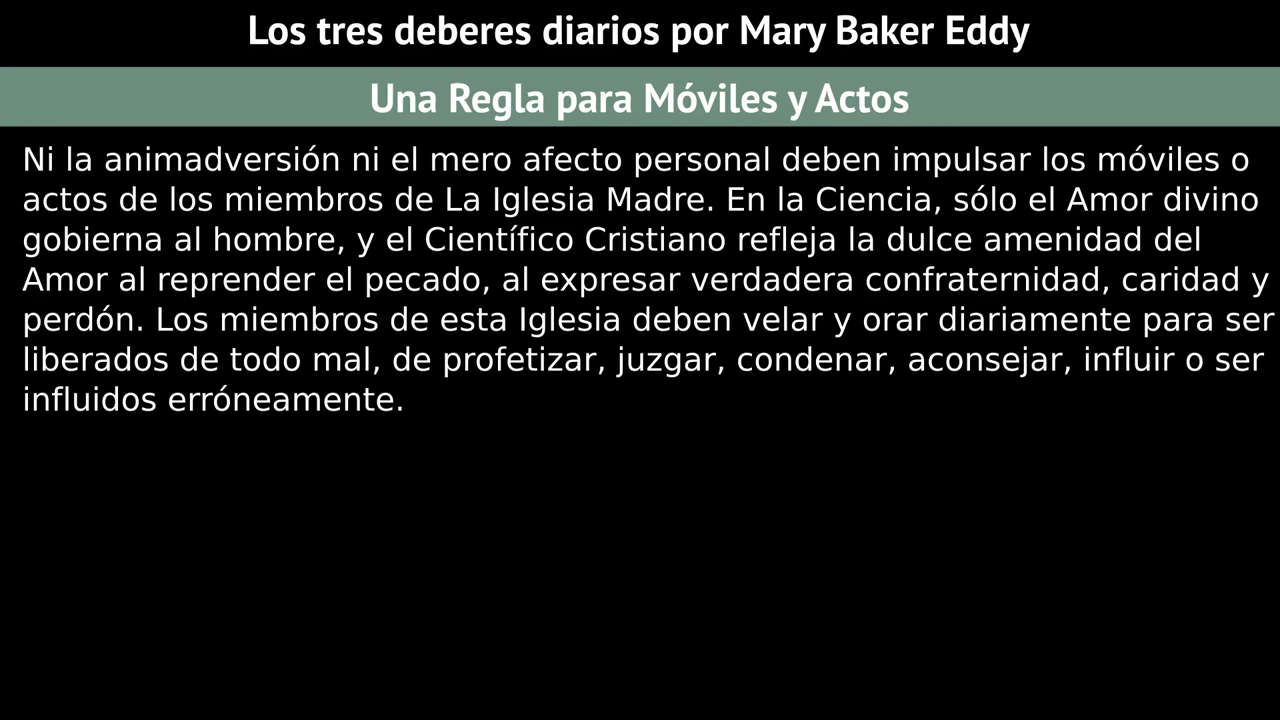 Los tres deberes diarios por Mary Baker Eddy
Una Regla para Móviles y Actos
Ni la animadversión ni el mero afecto personal deben impulsar los móviles o
actos de los miembros de La Iglesia Madre. En la Ciencia, sólo el Amor divino
gobierna al hombre, y el Científico Cristiano refleja la dulce amenidad del
Amor al reprender el pecado, al expresar verdadera confraternidad, caridad y
perdón. Los miembros de esta Iglesia deben velar y orar diariamente para ser
liberados de todo mal, de profetizar, juzgar, condenar, aconsejar, influir o ser
influidos erróneamente.